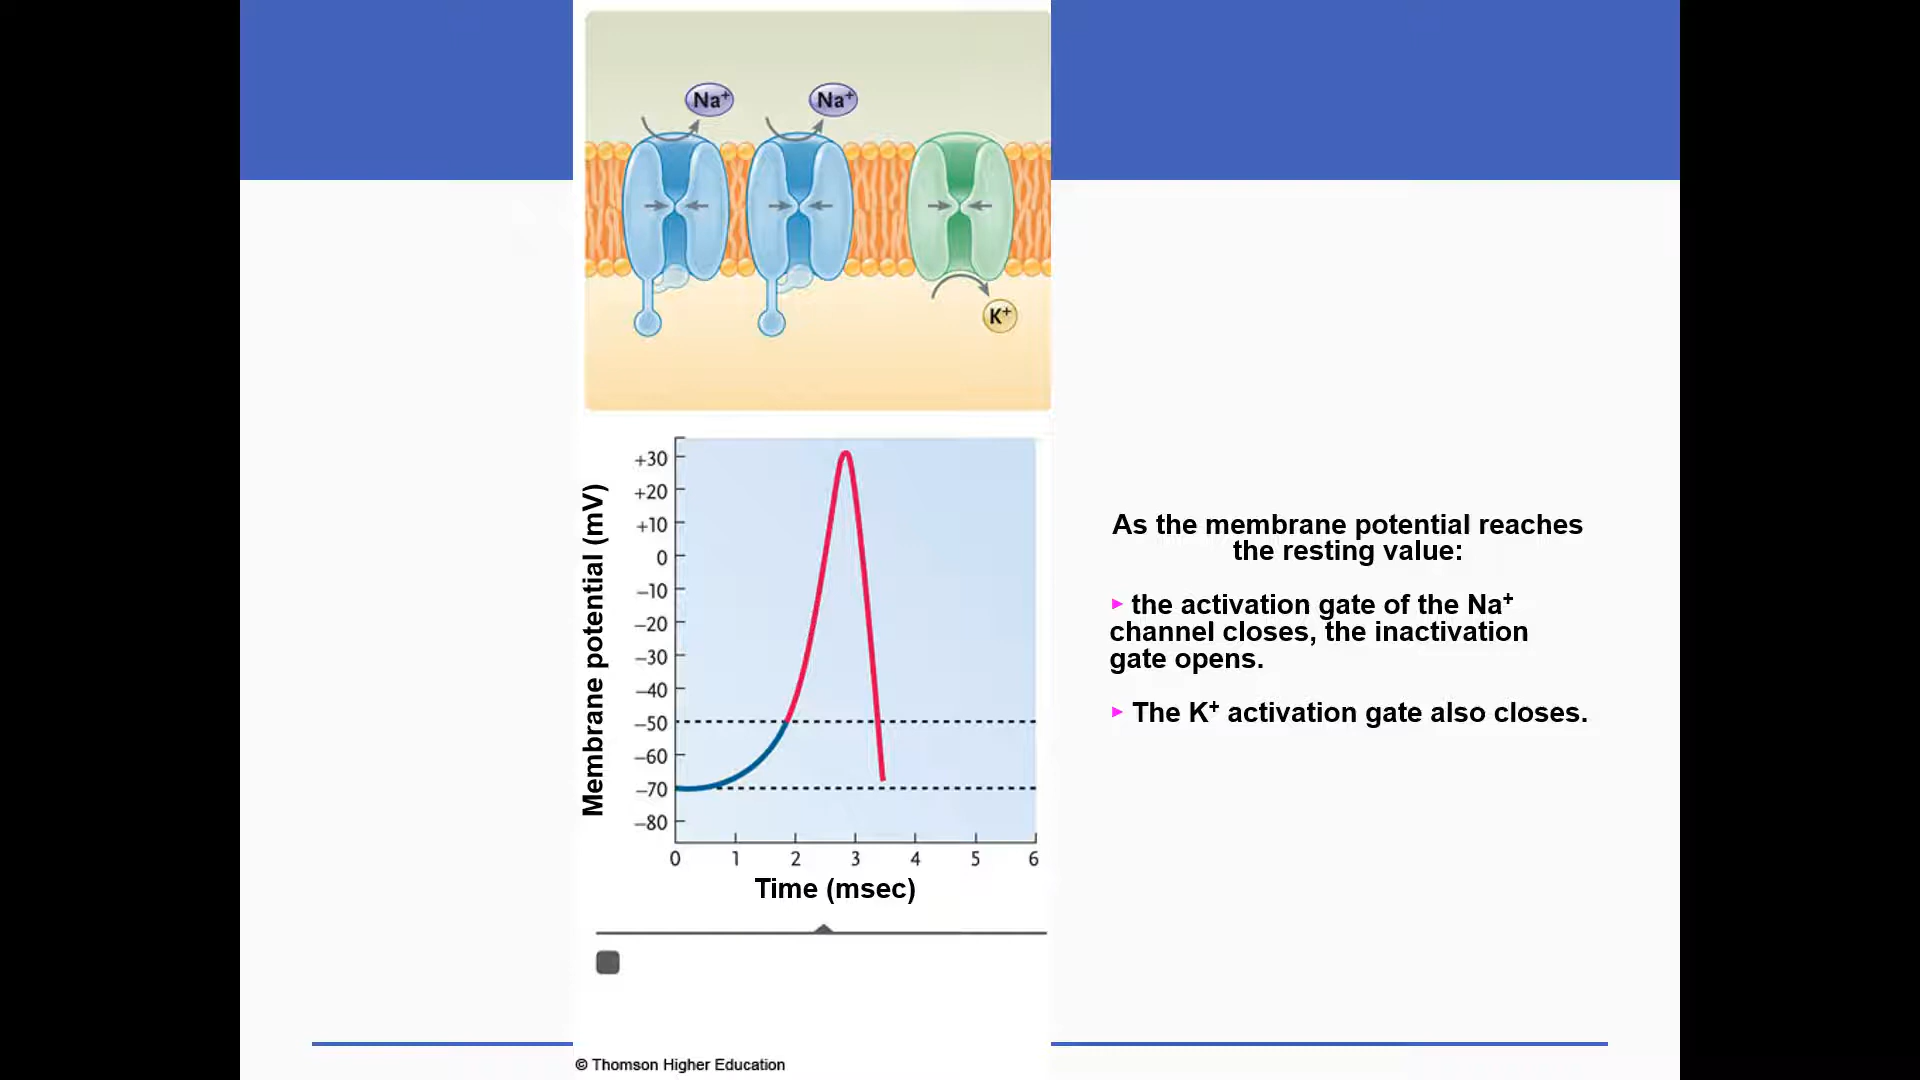 Na⁺ Na⁺
K⁺
Membrane potential (mV)
+30
+20
+10
0
−10
−20
−30
−40
−50
−60
−70
−80
0 1 2 3 4 5 6
Time (msec)
As the membrane potential reaches
the resting value:
▸ the activation gate of the Na⁺
channel closes, the inactivation
gate opens.
▸ The K⁺ activation gate also closes.
© Thomson Higher Education